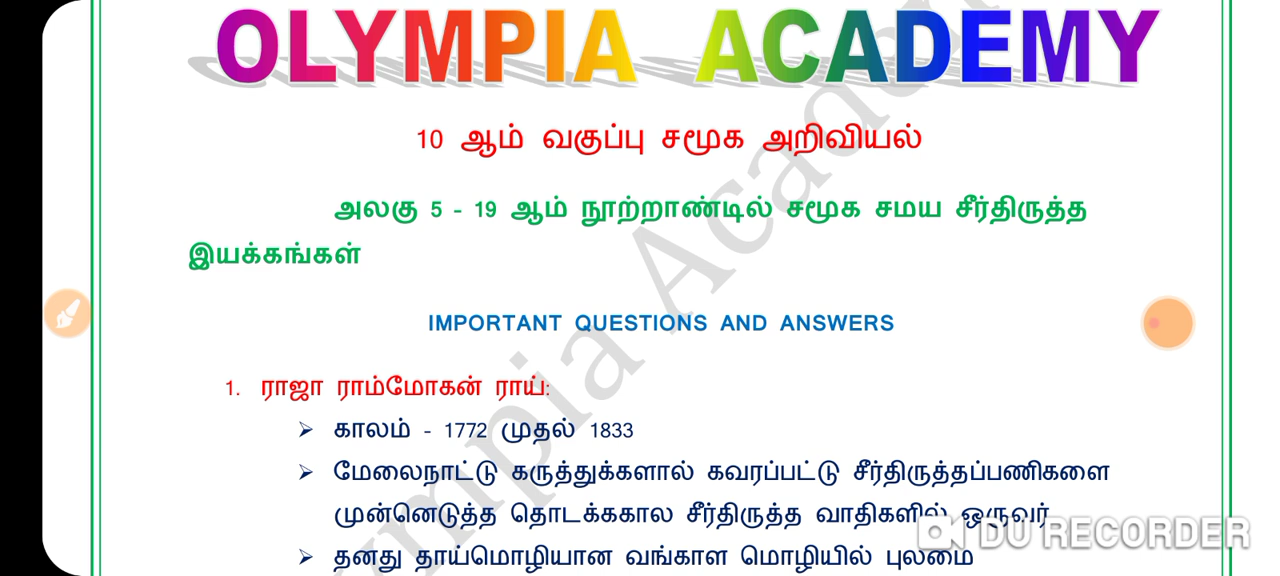 OLYMPIA ACADEMY
10 ஆம் வகுப்பு சமூக அறிவியல்
அலகு 5 - 19 ஆம் நூற்றாண்டில் சமூக சமய சீர்திருத்த
இயக்கங்கள்
IMPORTANT QUESTIONS AND ANSWERS
1. ராஜா ராம்மோகன் ராய்:
➢ காலம் - 1772 முதல் 1833
➢ மேலைநாட்டு கருத்துக்களால் கவரப்பட்டு சீர்திருத்தப்பணிகளை
முன்னெடுத்த தொடக்ககால சீர்திருத்த வாதிகளில் ஒருவர்
➢ தனது தாய்மொழியான வங்காள மொழியில் புலமை
DU RECORDER